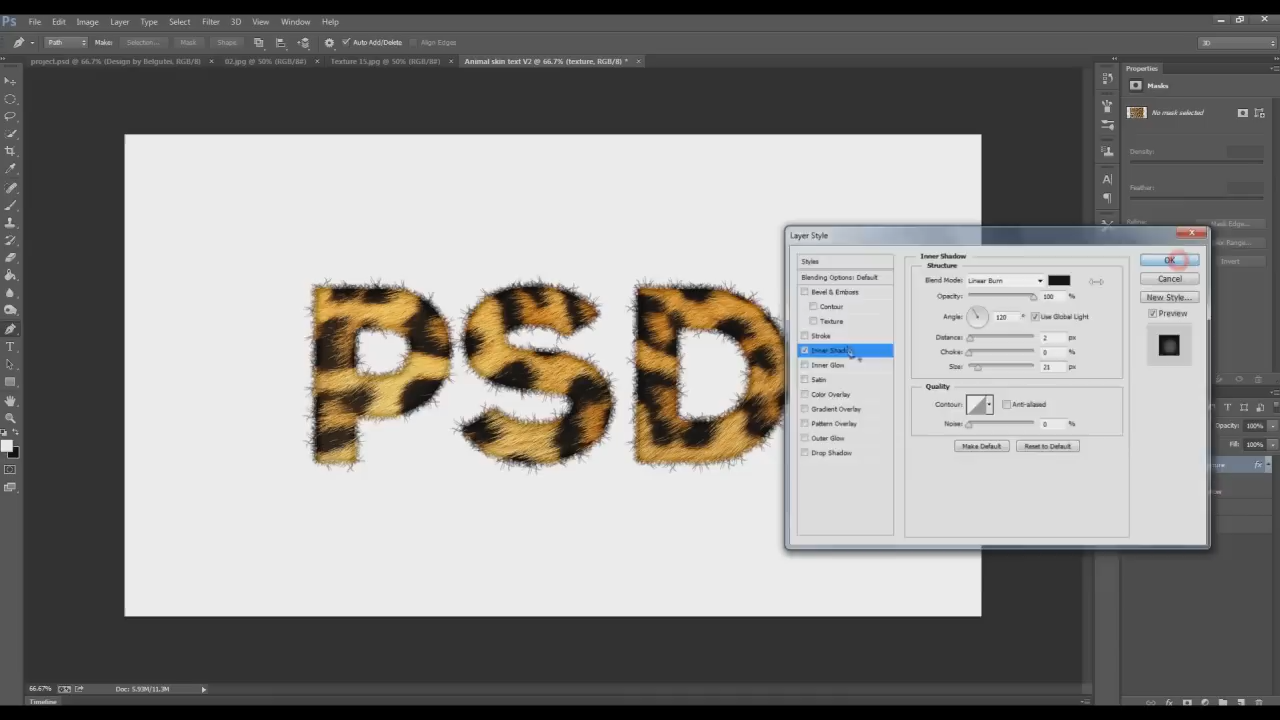 Ps File Edit Image Layer Type Select Filter 3D View Window Help
Path Make: Selection... Mask Shape Auto Add/Delete Align Edges 3D
project.psd @ 66.7% (Design by Belgutes, RGB/8) × 02.jpg @ 50% (RGB/8#) × Texture 15.jpg @ 50% (RGB/8#) × Animal skin text V2 @ 66.7% (texture, RGB/8) * ×
Properties
Masks
No mask selected
Density:
Feather:
Mask Edge...
Invert
PSD
Layer Style
Styles
Blending Options: Default
Bevel & Emboss
Contour
Texture
Stroke
Inner Shadow
Inner Glow
Satin
Color Overlay
Gradient Overlay
Pattern Overlay
Outer Glow
Drop Shadow
Inner Shadow
Structure
Blend Mode: Linear Burn
Opacity: 100 %
Angle: 120 ° Use Global Light
Distance: 2 px
Choke: 0 %
Size: 21 px
Quality
Contour: Anti-aliased
Noise: 0 %
Make Default Reset to Default
OK
Cancel
New Style...
Preview
Opacity: 100%
Fill: 100%
fx
66.67% Doc: 5.93M/11.3M
Timeline